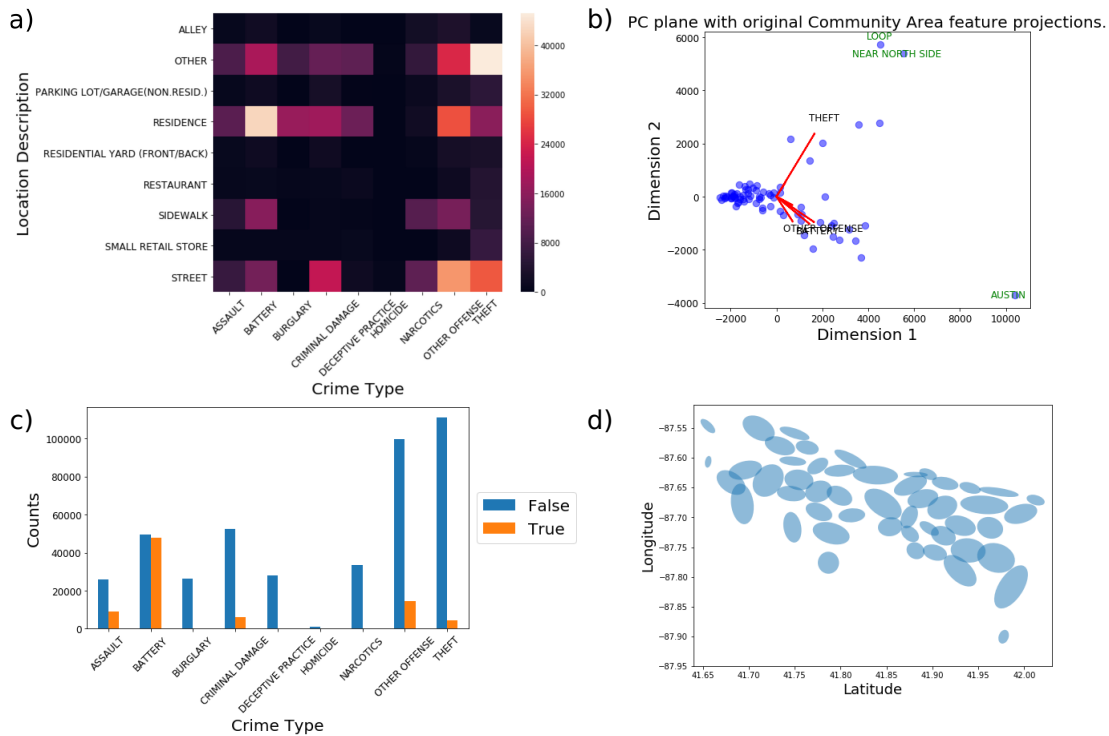 a)
Location Description
ALLEY
OTHER
PARKING LOT/GARAGE(NON.RESID.)
RESIDENCE
RESIDENTIAL YARD (FRONT/BACK)
RESTAURANT
SIDEWALK
SMALL RETAIL STORE
STREET
ASSAULT
BATTERY
BURGLARY
CRIMINAL DAMAGE
DECEPTIVE PRACTICE
HOMICIDE
NARCOTICS
OTHER OFFENSE
THEFT
Crime Type
40000
32000
24000
16000
8000
0
b)
PC plane with original Community Area feature projections.
Dimension 2
6000
4000
2000
0
−2000
−4000
LOOP
NEAR NORTH SIDE
THEFT
OTHER OFFENSE
BATTERY
AUSTIN
−2000
0
2000
4000
6000
8000
10000
Dimension 1
c)
Counts
100000
80000
60000
40000
20000
0
ASSAULT
BATTERY
BURGLARY
CRIMINAL DAMAGE
DECEPTIVE PRACTICE
HOMICIDE
NARCOTICS
OTHER OFFENSE
THEFT
Crime Type
False
True
d)
Longitude
−87.55
−87.60
−87.65
−87.70
−87.75
−87.80
−87.85
−87.90
−87.95
41.65
41.70
41.75
41.80
41.85
41.90
41.95
42.00
Latitude